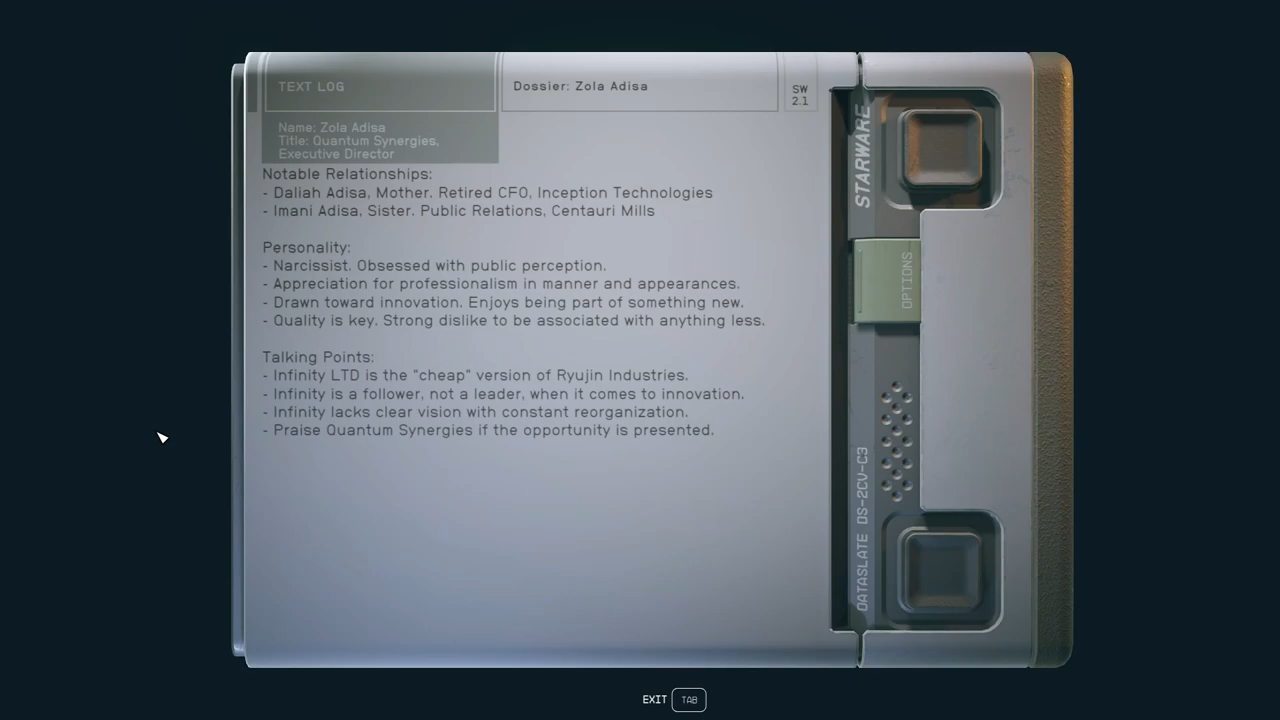 TEXT LOG
Dossier: Zola Adisa
SW
2.1
Name: Zola Adisa
Title: Quantum Synergies,
Executive Director
Notable Relationships:
- Daliah Adisa, Mother. Retired CFO, Inception Technologies
- Imani Adisa, Sister. Public Relations, Centauri Mills
Personality:
- Narcissist. Obsessed with public perception.
- Appreciation for professionalism in manner and appearances.
- Drawn toward innovation. Enjoys being part of something new.
- Quality is key. Strong dislike to be associated with anything less.
Talking Points:
- Infinity LTD is the "cheap" version of Ryujin Industries.
- Infinity is a follower, not a leader, when it comes to innovation.
- Infinity lacks clear vision with constant reorganization.
- Praise Quantum Synergies if the opportunity is presented.
STARWARE
OPTIONS
DATASLATE DS-2CV-C3
EXIT TAB